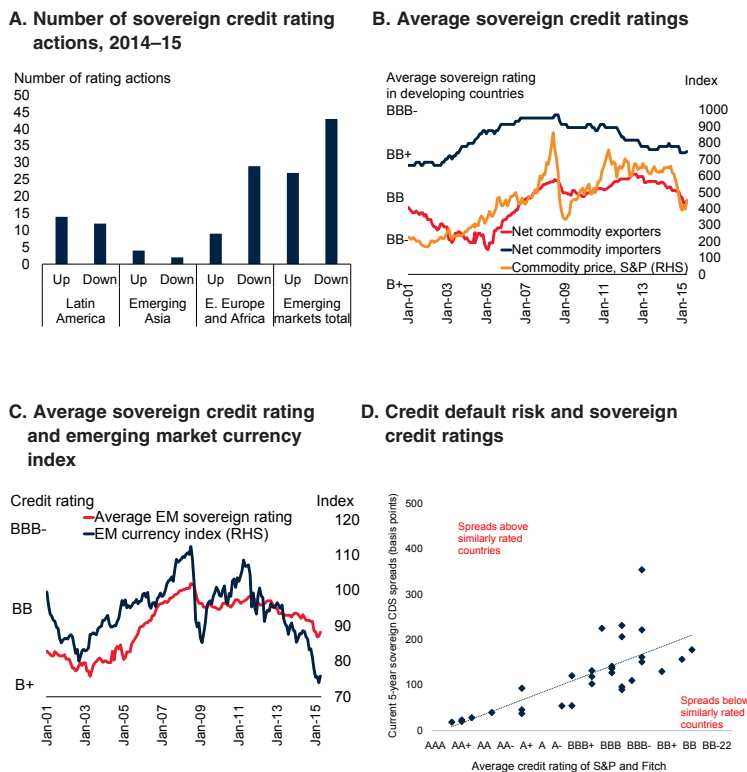 A. Number of sovereign credit rating
actions, 2014–15
Number of rating actions
50
45
40
35
30
25
20
15
10
5
0
Up Down Up Down Up Down Up Down
Latin America
Emerging Asia
E. Europe and Africa
Emerging markets total
B. Average sovereign credit ratings
Average sovereign rating
in developing countries
Index
BBB-
BB+
BB
BB-
B+
1000
900
800
700
600
500
400
300
200
100
0
Net commodity exporters
Net commodity importers
Commodity price, S&P (RHS)
Jan-01 Jan-03 Jan-05 Jan-07 Jan-09 Jan-11 Jan-13 Jan-15
C. Average sovereign credit rating
and emerging market currency
index
Credit rating
Index
BBB-
BB
B+
Average EM sovereign rating
EM currency index (RHS)
120
110
100
90
80
70
Jan-01 Jan-03 Jan-05 Jan-07 Jan-09 Jan-11 Jan-13 Jan-15
D. Credit default risk and sovereign
credit ratings
Current 5-year sovereign CDS spreads (basis points)
500
400
300
200
100
0
Spreads above
similarly rated
countries
Spreads below
similarly rated
countries
AAA AA+ AA AA- A+ A A- BBB+ BBB BBB- BB+ BB BB-22
Average credit rating of S&P and Fitch